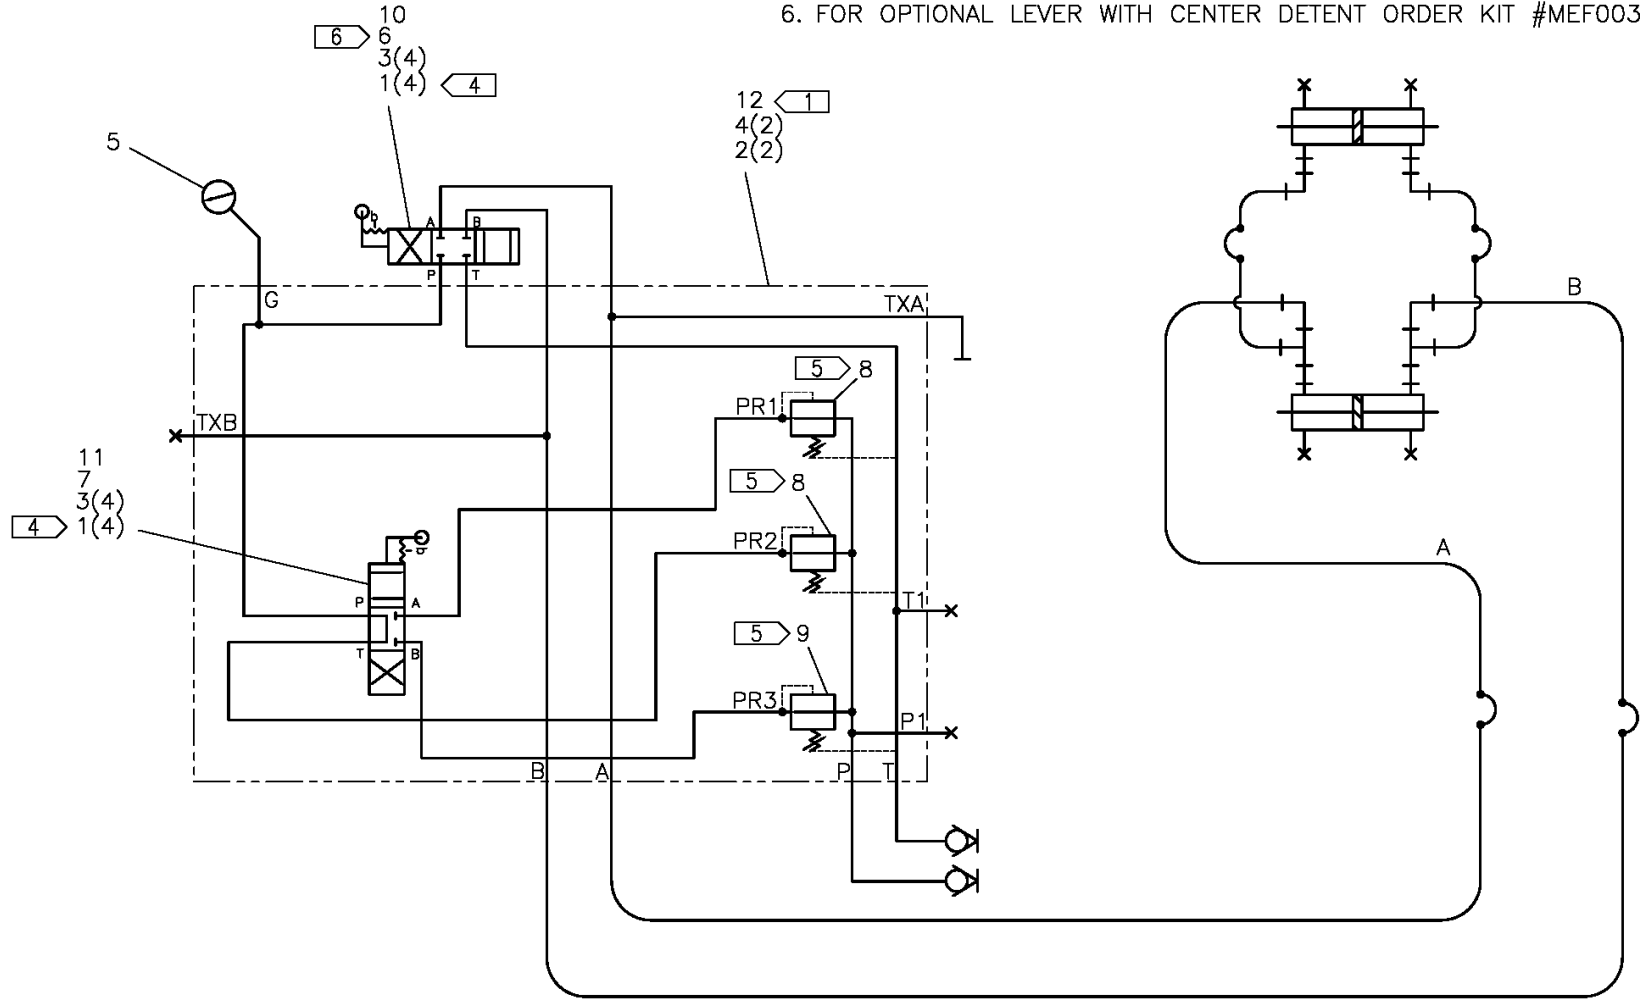 6. FOR OPTIONAL LEVER WITH CENTER DETENT ORDER KIT #MEF003
10
6 6
3(4)
1(4) 4
12 1
4(2)
2(2)
5
b
A B
P T
G
TXA
5 8
PR1
TXB
11
7
3(4)
4 1(4)
5 8
PR2
P A
T B
T1
5 9
PR3
P1
B A P T
B
A